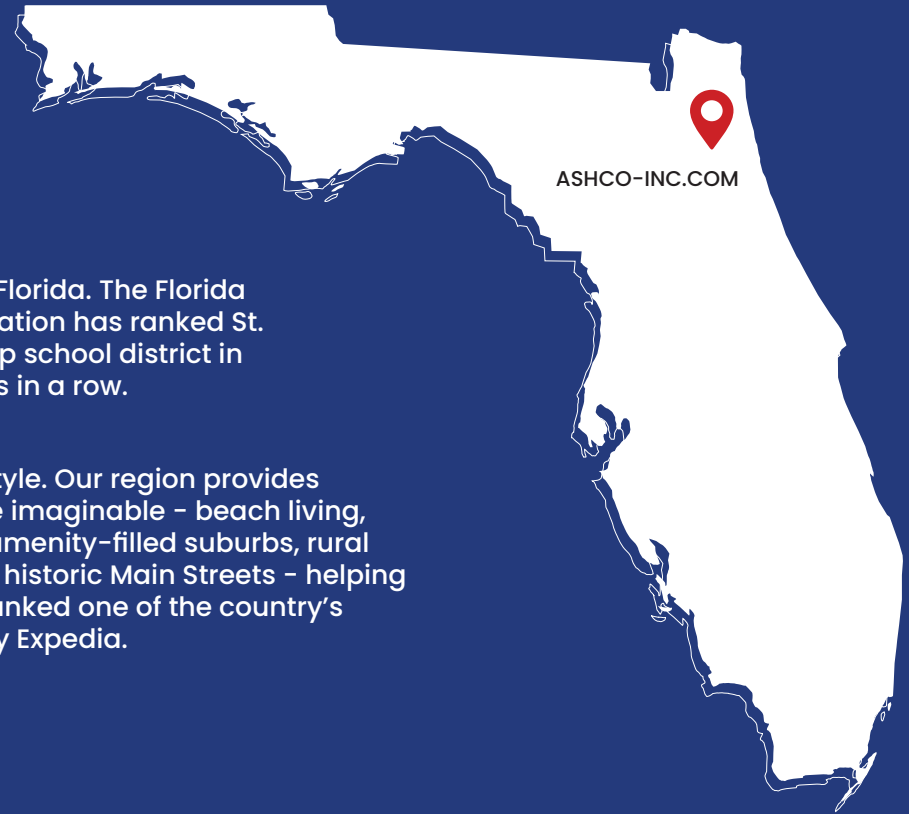 ASHCO-INC.COM
Florida. The Florida
ation has ranked St.
p school district in
s in a row.
tyle. Our region provides
e imaginable - beach living,
amenity-filled suburbs, rural
historic Main Streets - helping
anked one of the country's
y Expedia.